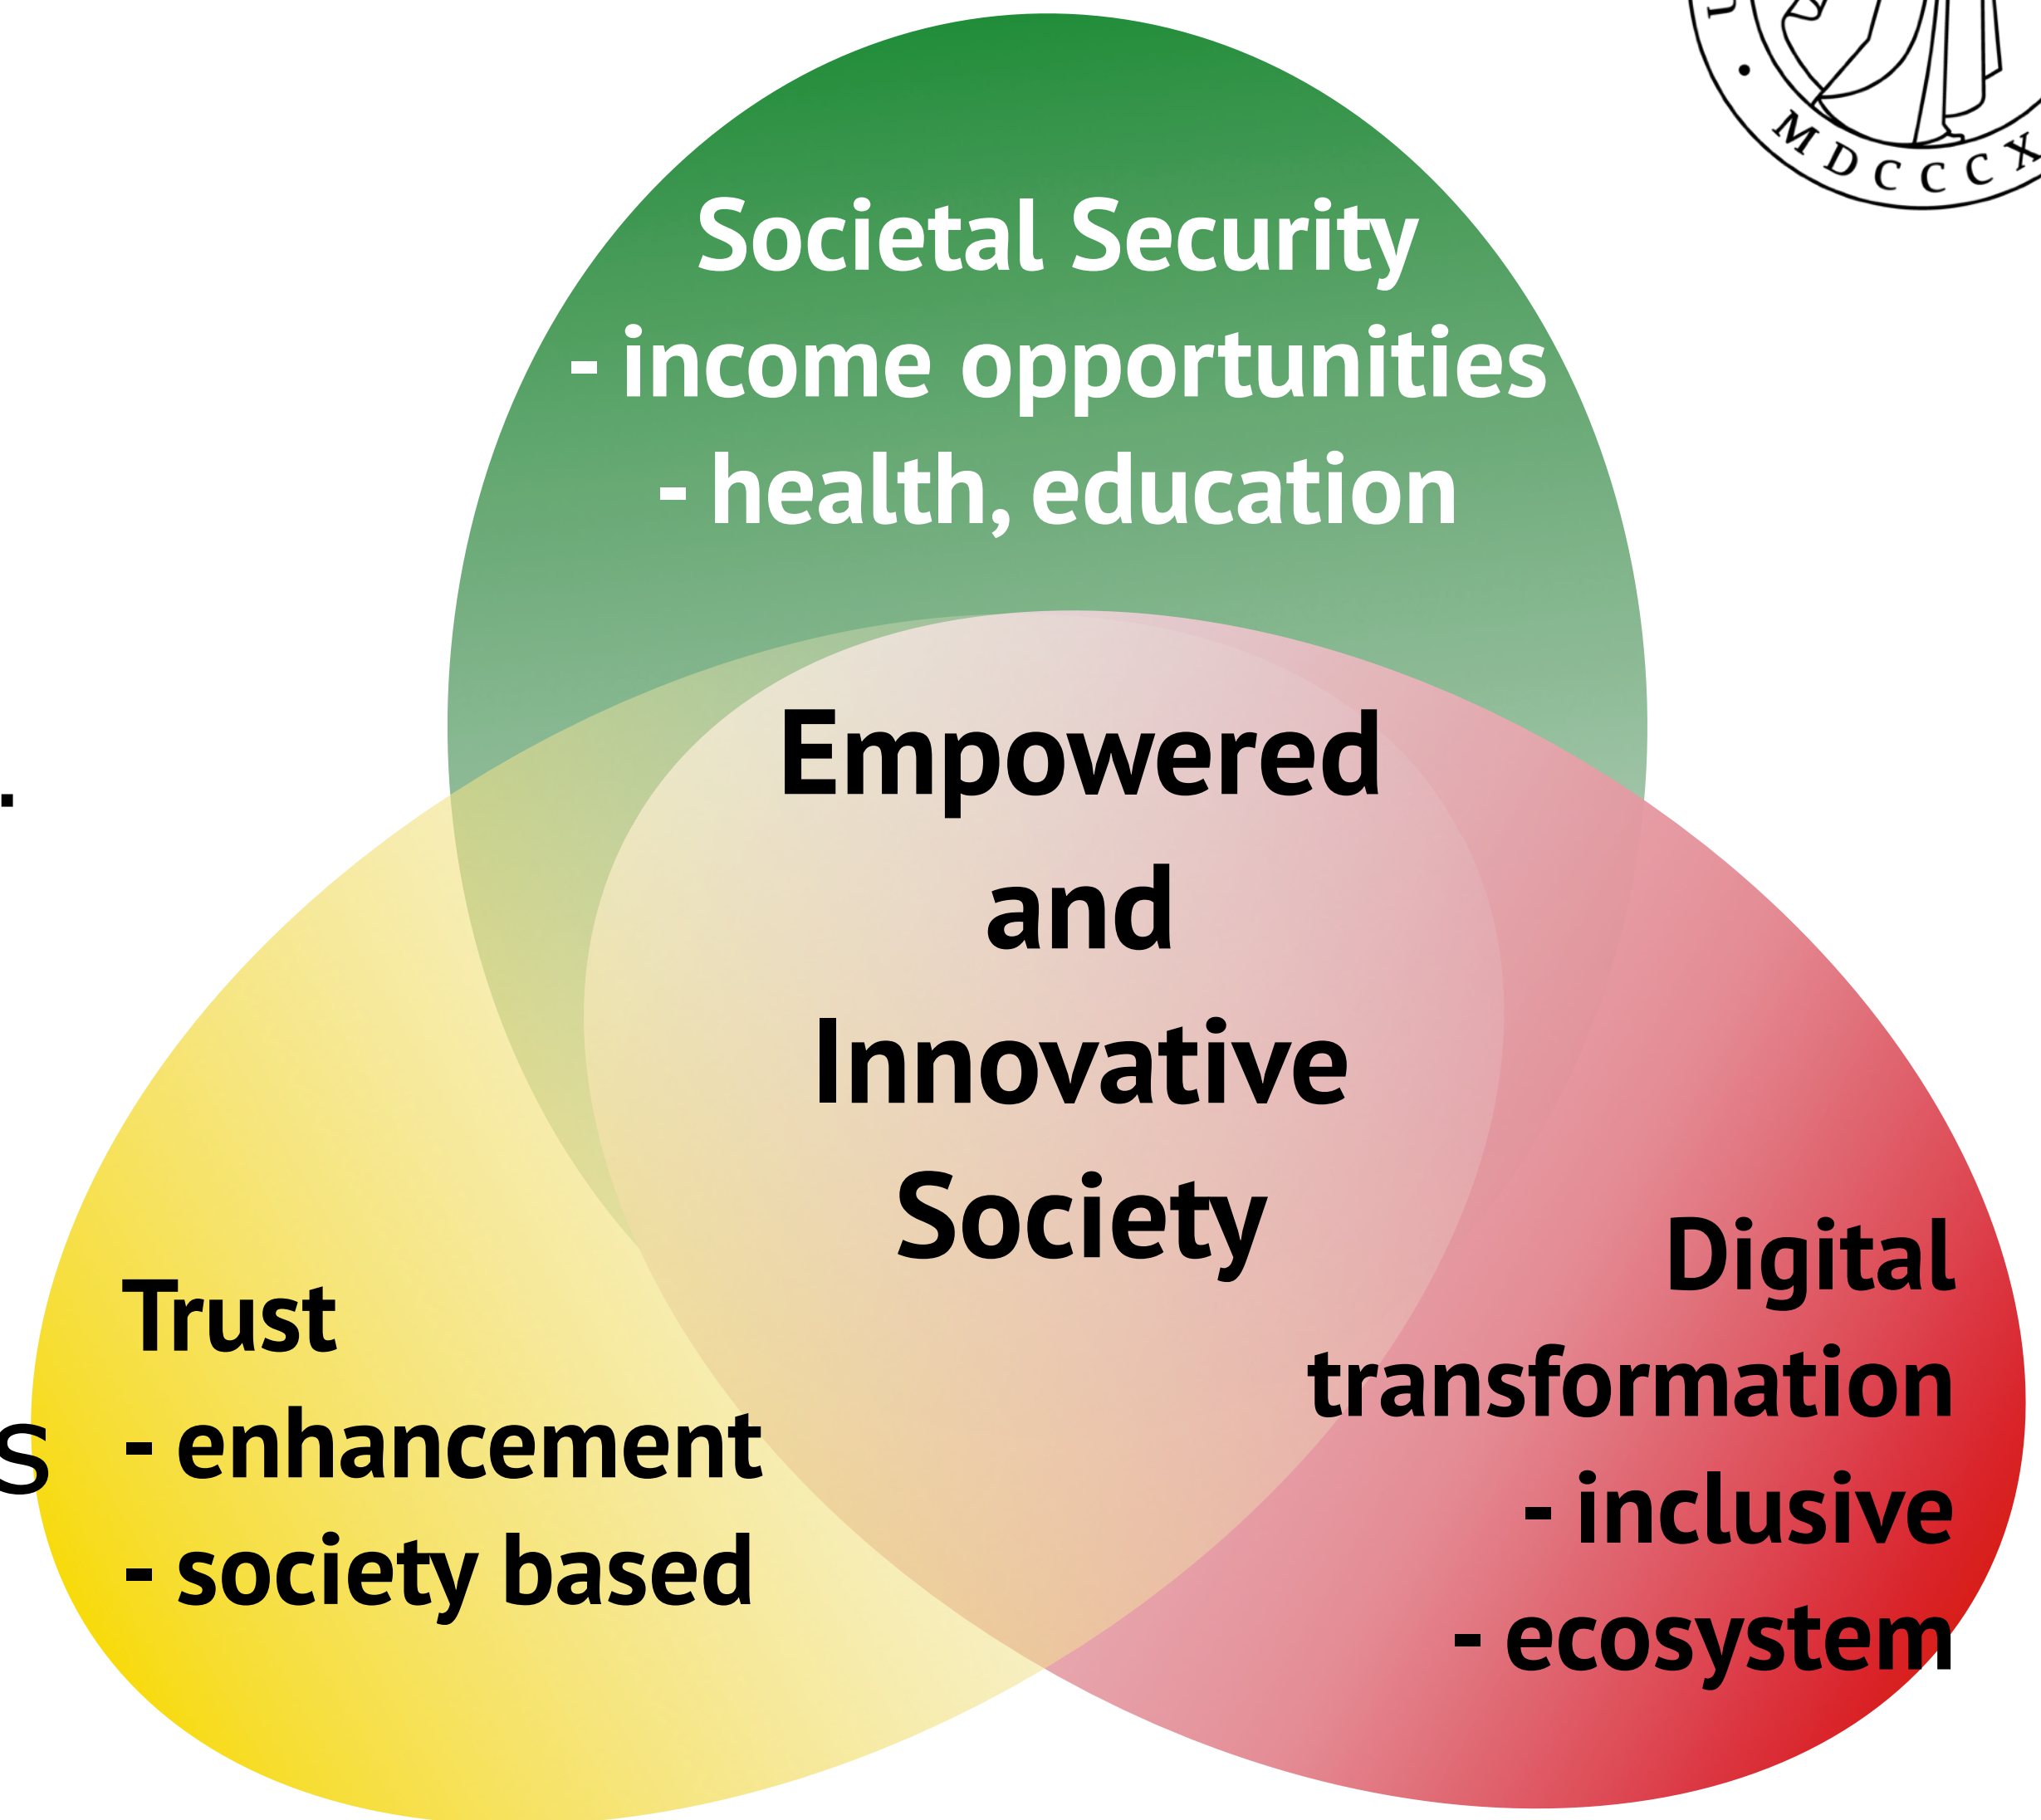 MDCCCX
Societal Security
- income opportunities
- health, education
Empowered
and
Innovative
Society
Trust
- enhancement
- society based
Digital
transformation
- inclusive
- ecosystem